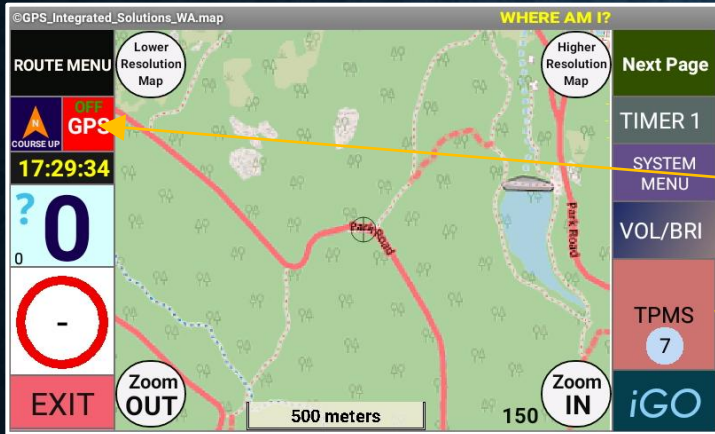 ©GPS_Integrated_Solutions_WA.map
WHERE AM I?
ROUTE MENU
Lower
Resolution
Map
Higher
Resolution
Map
Next Page
N
COURSE UP
OFF
GPS
TIMER 1
17:29:34
SYSTEM
MENU
? 0
0
Park Road
Park Road
VOL/BRI
-
TPMS
7
EXIT
Zoom
OUT
500 meters
150
Zoom
IN
iGO